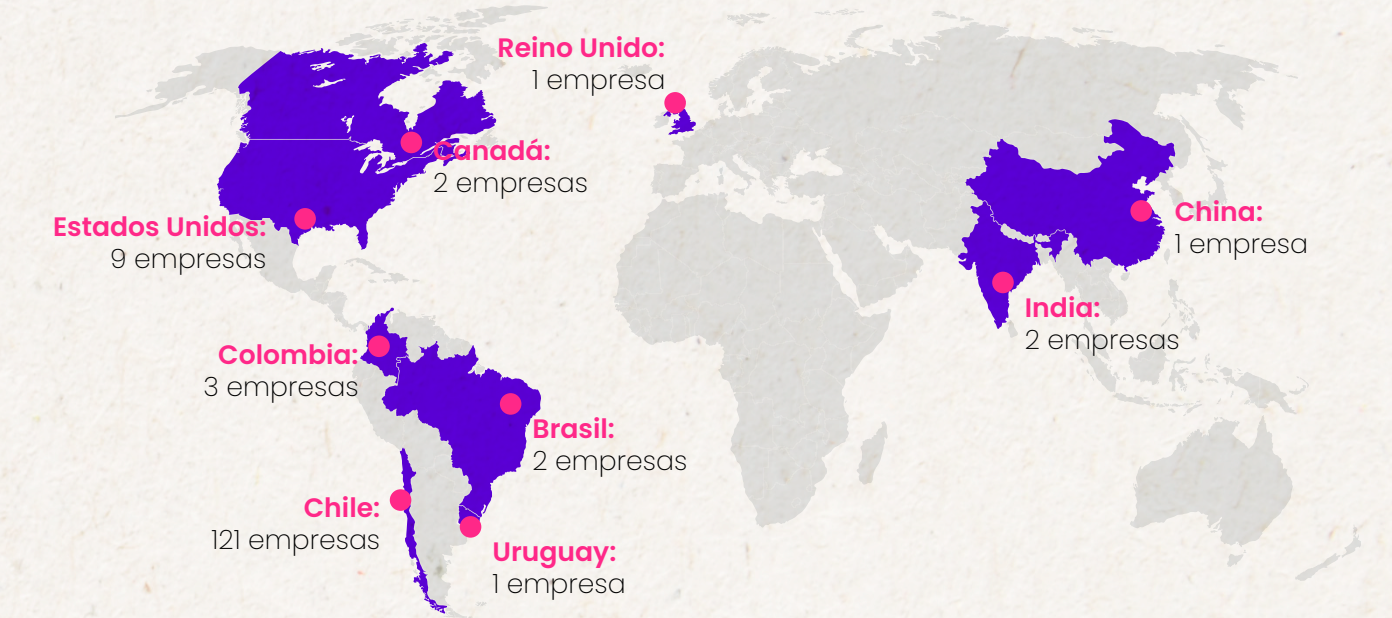 Reino Unido:
1 empresa
Canadá:
2 empresas
Estados Unidos:
9 empresas
China:
1 empresa
India:
2 empresas
Colombia:
3 empresas
Brasil:
2 empresas
Chile:
121 empresas
Uruguay:
1 empresa